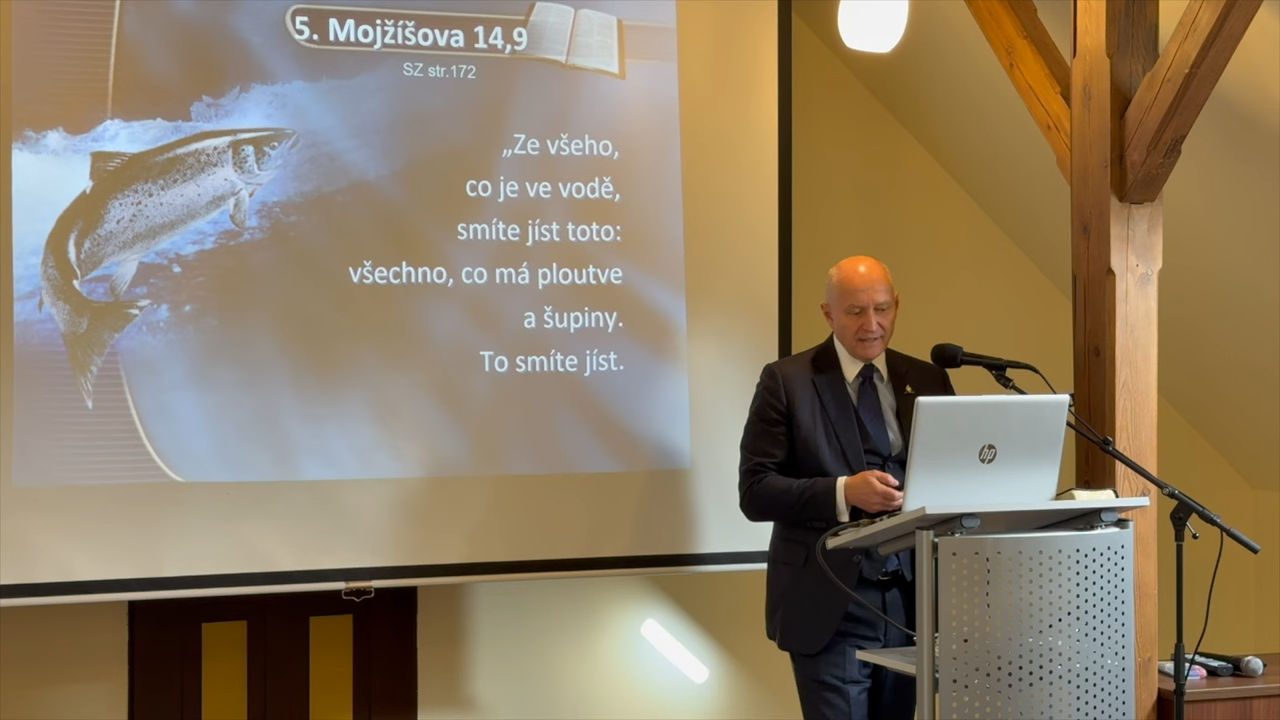 5. Mojžíšova 14,9
SZ str.172
„Ze všeho,
co je ve vodě,
smíte jíst toto:
všechno, co má ploutve
a šupiny.
To smíte jíst.
hp